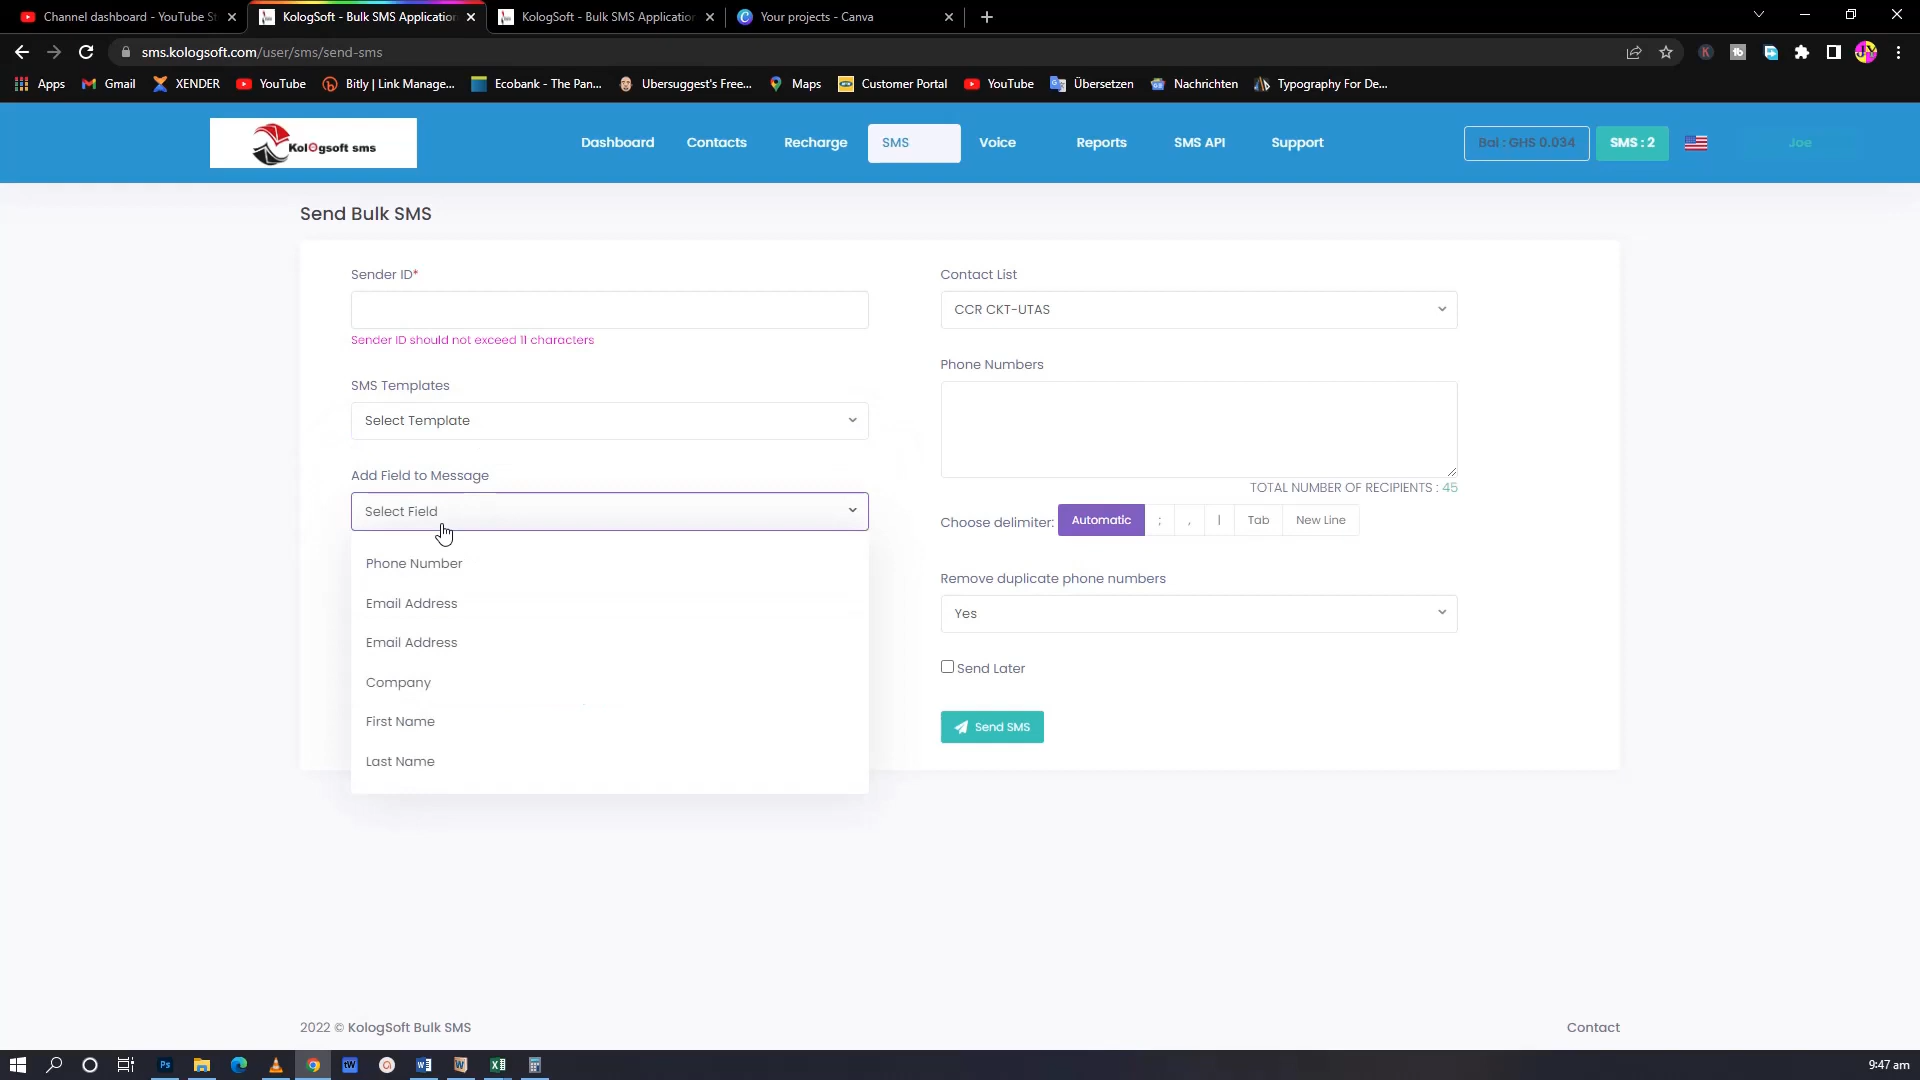 Channel dashboard - YouTube St
KologSoft - Bulk SMS Application
KologSoft - Bulk SMS Application
Your projects - Canva
sms.kologsoft.com/user/sms/send-sms
Apps
Gmail
XENDER
YouTube
Bitly | Link Manage...
Ecobank - The Pan...
Ubersuggest's Free...
Maps
Customer Portal
YouTube
Übersetzen
Nachrichten
Typography For De...
KolOgsoft sms
Dashboard
Contacts
Recharge
SMS
Voice
Reports
SMS API
Support
Bal : GHS 0.034
SMS : 2
Joe
Send Bulk SMS
Sender ID*
Sender ID should not exceed 11 characters
SMS Templates
Select Template
Add Field to Message
Select Field
Phone Number
Email Address
Email Address
Company
First Name
Last Name
Contact List
CCR CKT-UTAS
Phone Numbers
TOTAL NUMBER OF RECIPIENTS : 45
Choose delimiter: Automatic ; , | Tab New Line
Remove duplicate phone numbers
Yes
Send Later
Send SMS
2022 © KologSoft Bulk SMS
Contact
9:47 am